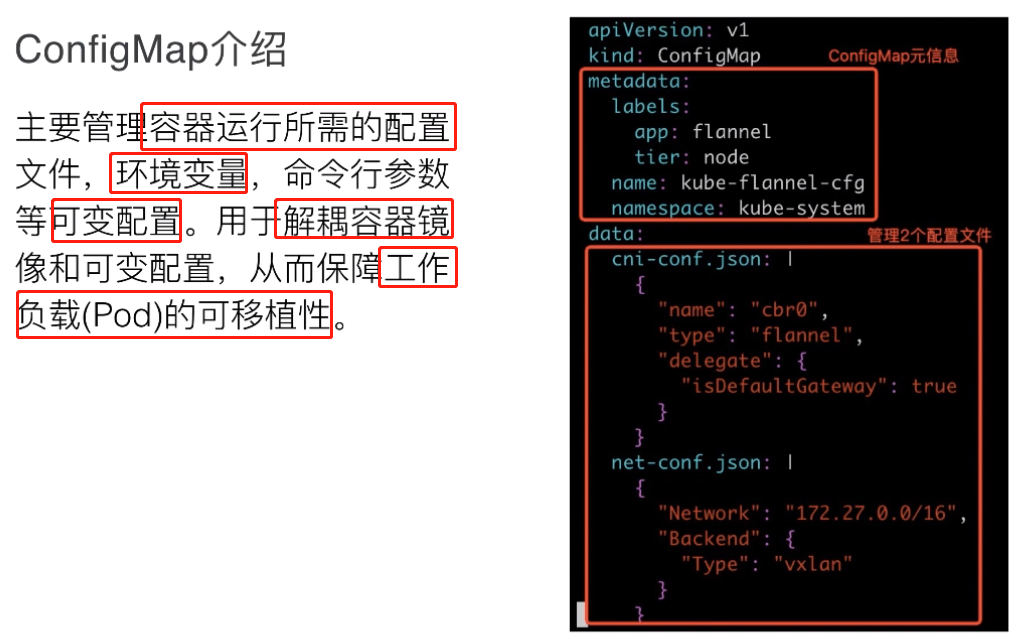 ConfigMap介绍
主要管理容器运行所需的配置
文件，环境变量，命令行参数
等可变配置。用于解耦容器镜
像和可变配置，从而保障工作
负载(Pod)的可移植性。
apiVersion: v1
kind: ConfigMap
ConfigMap元信息
metadata:
  labels:
    app: flannel
    tier: node
  name: kube-flannel-cfg
  namespace: kube-system
data:
管理2个配置文件
  cni-conf.json: |
    {
      "name": "cbr0",
      "type": "flannel",
      "delegate": {
        "isDefaultGateway": true
      }
    }
  net-conf.json: |
    {
      "Network": "172.27.0.0/16",
      "Backend": {
        "Type": "vxlan"
      }
    }